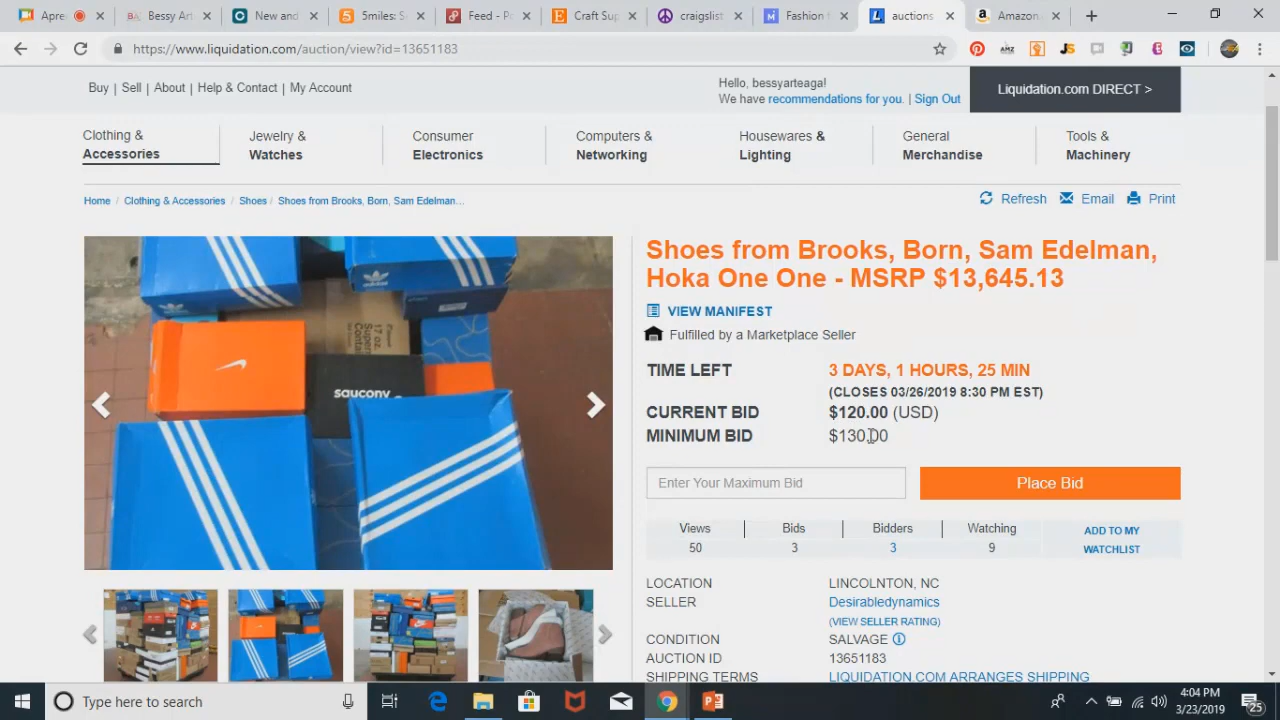 Apre
Bessy Art
New and
5miles: S
Feed - P
Craft Sup
craigslist
Fashion
auctions
Amazon.
https://www.liquidation.com/auction/view?id=13651183
Buy | Sell | About | Help & Contact | My Account
Hello, bessyarteaga!
We have recommendations for you. | Sign Out
Liquidation.com DIRECT >
Clothing &
Accessories
Jewelry &
Watches
Consumer
Electronics
Computers &
Networking
Housewares &
Lighting
General
Merchandise
Tools &
Machinery
Home / Clothing & Accessories / Shoes / Shoes from Brooks, Born, Sam Edelman...
Refresh
Email
Print
adidas
saucony
Shoes from Brooks, Born, Sam Edelman,
Hoka One One - MSRP $13,645.13
VIEW MANIFEST
Fulfilled by a Marketplace Seller
TIME LEFT 3 DAYS, 1 HOURS, 25 MIN
(CLOSES 03/26/2019 8:30 PM EST)
CURRENT BID $120.00 (USD)
MINIMUM BID $130.00
Enter Your Maximum Bid
Place Bid
Views
50
Bids
3
Bidders
3
Watching
9
ADD TO MY
WATCHLIST
LOCATION LINCOLNTON, NC
SELLER Desirabledynamics
(VIEW SELLER RATING)
CONDITION SALVAGE
AUCTION ID 13651183
SHIPPING TERMS LIQUIDATION.COM ARRANGES SHIPPING
Type here to search
4:04 PM
3/23/2019
25